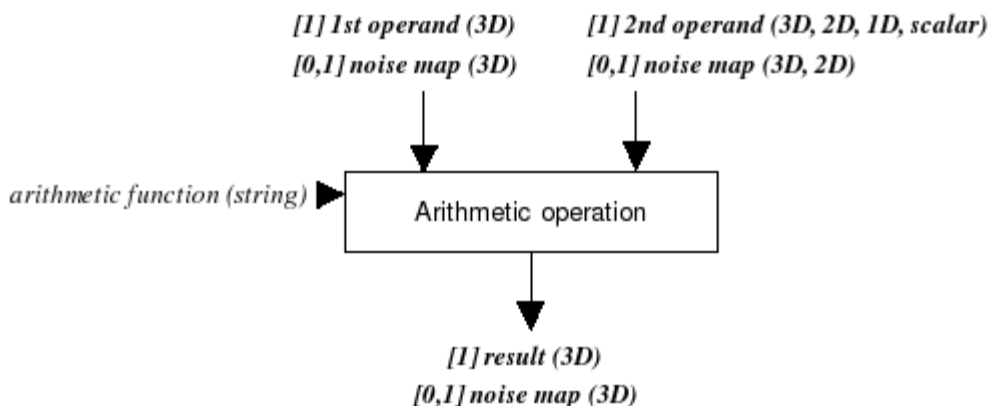 [1] 1st operand (3D)
[0,1] noise map (3D)
[1] 2nd operand (3D, 2D, 1D, scalar)
[0,1] noise map (3D, 2D)
arithmetic function (string)
Arithmetic operation
[1] result (3D)
[0,1] noise map (3D)